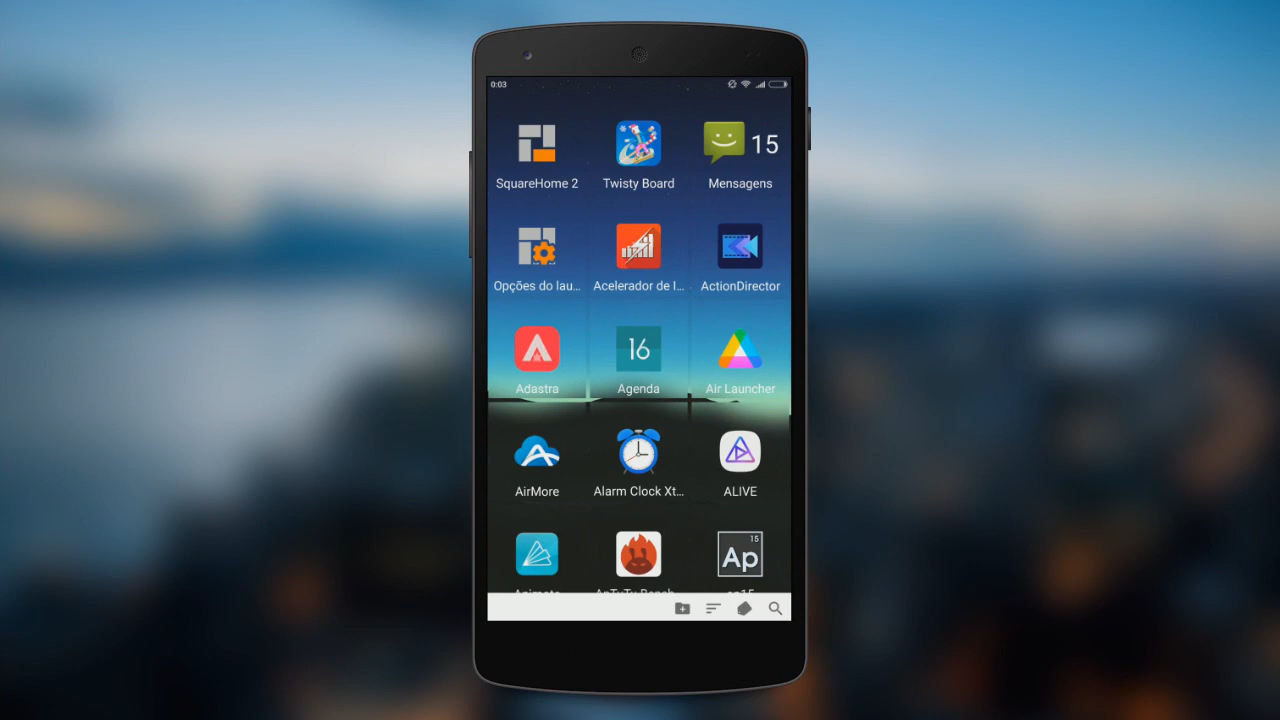 0:03
15
SquareHome 2
Twisty Board
Mensagens
Opções do lau...
Acelerador de I...
ActionDirector
16
Adastra
Agenda
Air Launcher
AirMore
Alarm Clock Xt...
ALIVE
15
Ap